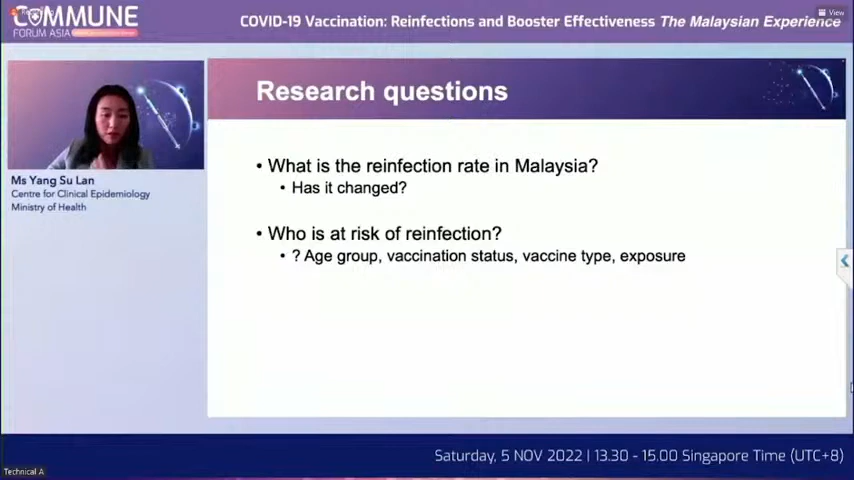 COMMUNE
FORUM ASIA
COVID-19 Vaccination: Reinfections and Booster Effectiveness The Malaysian Experience
View
Research questions
Ms Yang Su Lan
Centre for Clinical Epidemiology
Ministry of Health
• What is the reinfection rate in Malaysia?
• Has it changed?
• Who is at risk of reinfection?
• ? Age group, vaccination status, vaccine type, exposure
Saturday, 5 NOV 2022 | 13.30 - 15.00 Singapore Time (UTC+8)
Technical A